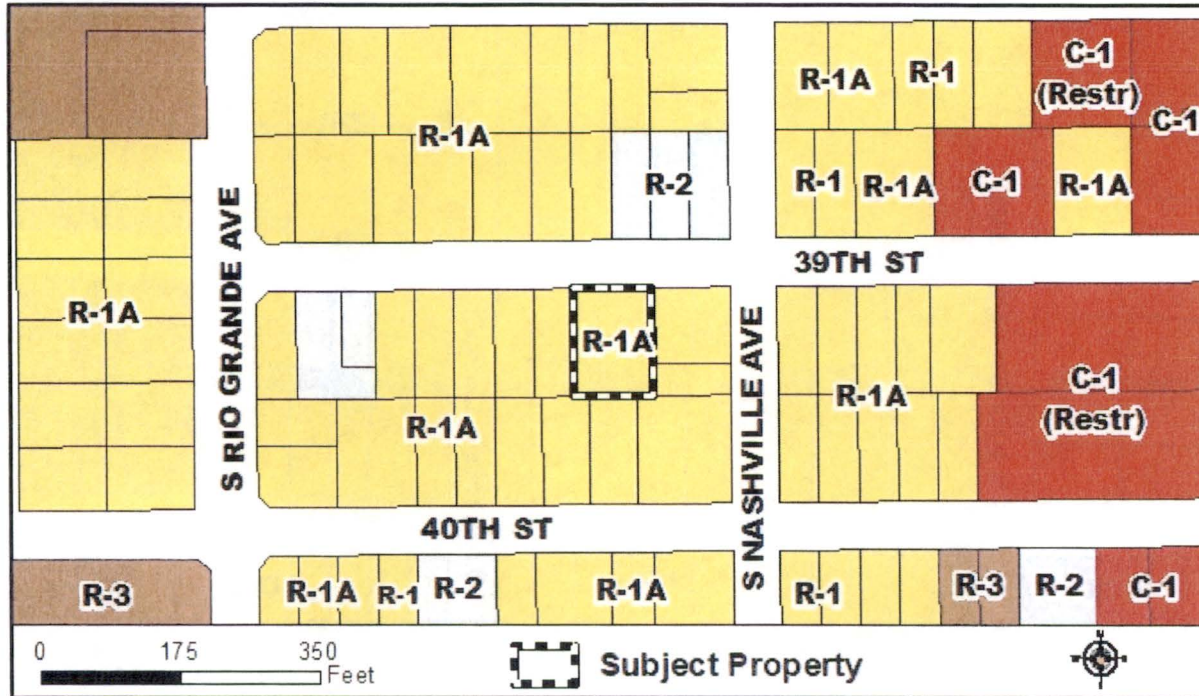 R-1A
R-1
C-1
(Restr)
C-1
R-1A
R-2
R-1
R-1A
C-1
R-1A
S RIO GRANDE AVE
39TH ST
R-1A
R-1A
S NASHVILLE AVE
R-1A
R-1A
C-1
(Restr)
40TH ST
R-3
R-1A
R-1
R-2
R-1A
R-1
R-3
R-2
C-1
0 175 350
Feet
Subject Property
N